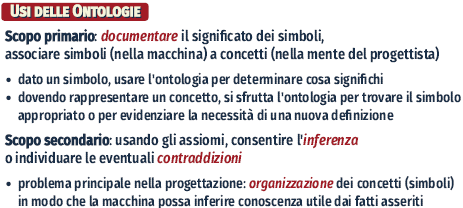 Usi delle Ontologie
Scopo primario: documentare il significato dei simboli,
associare simboli (nella macchina) a concetti (nella mente del progettista)
• dato un simbolo, usare l'ontologia per determinare cosa significhi
• dovendo rappresentare un concetto, si sfrutta l'ontologia per trovare il simbolo
appropriato o per evidenziare la necessità di una nuova definizione
Scopo secondario: usando gli assiomi, consentire l'inferenza
o individuare le eventuali contraddizioni
• problema principale nella progettazione: organizzazione dei concetti (simboli)
in modo che la macchina possa inferire conoscenza utile dai fatti asseriti